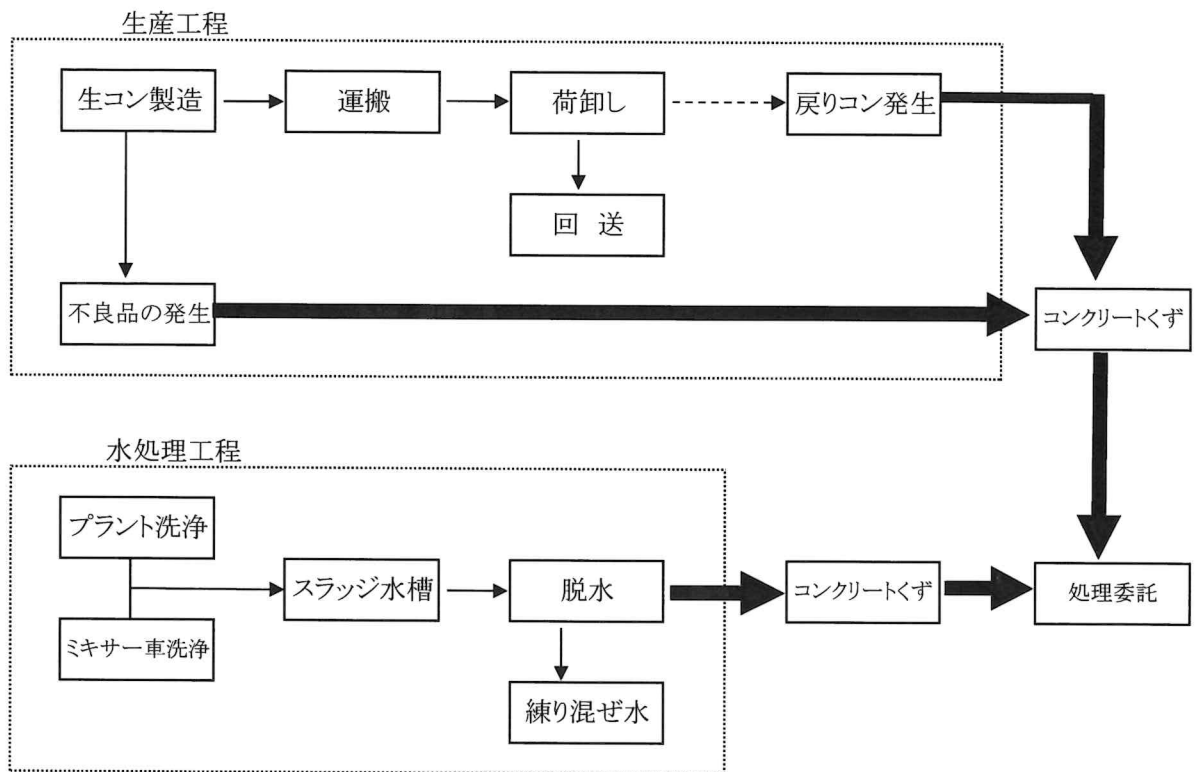 生産工程
生コン製造
運搬
荷卸し
戻りコン発生
回 送
不良品の発生
コンクリートくず
水処理工程
プラント洗浄
スラッジ水槽
脱水
コンクリートくず
処理委託
ミキサー車洗浄
練り混ぜ水